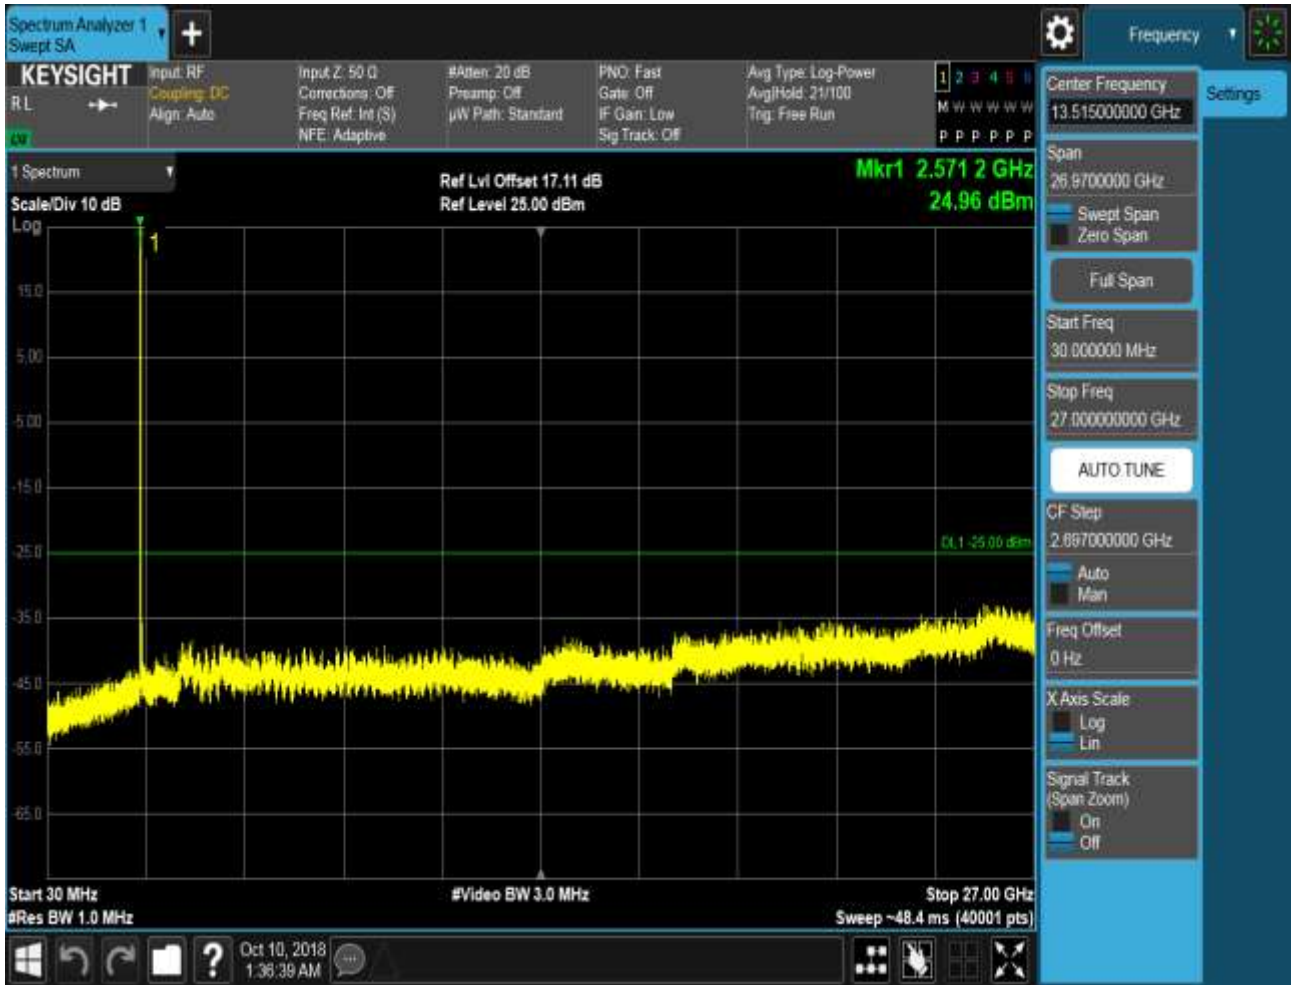 Spectrum Analyzer 1
Swept SA
+
Frequency
KEYSIGHT
RL
Input: RF
Coupling: DC
Align: Auto
Input Z: 50 Ω
Corrections: Off
Freq Ref: Int (S)
NFE: Adaptive
#Atten: 20 dB
Preamp: Off
µW Path: Standard
PNO: Fast
Gate: Off
IF Gain: Low
Sig Track: Off
Avg Type: Log-Power
Avg|Hold: 21/100
Trig: Free Run
1 2 3 4 5 6
M W W W W W
P P P P P P
1 Spectrum
Scale/Div 10 dB
Log
Ref Lvl Offset 17.11 dB
Ref Level 25.00 dBm
Mkr1 2.571 2 GHz
24.96 dBm
1
15.0
5.00
-5.00
-15.0
-25.0
-35.0
-45.0
-55.0
-65.0
DL1 -25.00 dBm
Start 30 MHz
#Res BW 1.0 MHz
#Video BW 3.0 MHz
Stop 27.00 GHz
Sweep ~48.4 ms (40001 pts)
Center Frequency
13.515000000 GHz
Settings
Span
26.9700000 GHz
Swept Span
Zero Span
Full Span
Start Freq
30.000000 MHz
Stop Freq
27.000000000 GHz
AUTO TUNE
CF Step
2.697000000 GHz
Auto
Man
Freq Offset
0 Hz
X Axis Scale
Log
Lin
Signal Track
(Span Zoom)
On
Off
?
Oct 10, 2018
1:36:39 AM